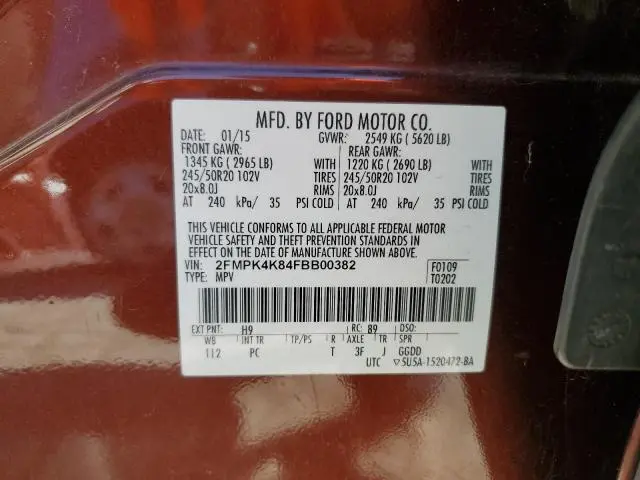 MFD. BY FORD MOTOR CO.
DATE: 01/15 GVWR: 2549 KG ( 5620 LB)
FRONT GAWR: REAR GAWR:
1345 KG ( 2965 LB) WITH 1220 KG ( 2690 LB) WITH
245/50R20 102V TIRES 245/50R20 102V TIRES
20x8.0J RIMS 20x8.0J RIMS
AT 240 kPa/ 35 PSI COLD AT 240 kPa/ 35 PSI COLD
THIS VEHICLE CONFORMS TO ALL APPLICABLE FEDERAL MOTOR
VEHICLE SAFETY AND THEFT PREVENTION STANDARDS IN
EFFECT ON THE DATE OF MANUFACTURE SHOWN ABOVE.
VIN: 2FMPK4K84FBB00382 F0109
TYPE: MPV T0202
EXT PNT: H9 RC: 89 DSO:
WB INT TR TP/PS R AXLE TR SPR
112 PC T 3F J GGDD
UTC ▽5U5A-1520472-BA